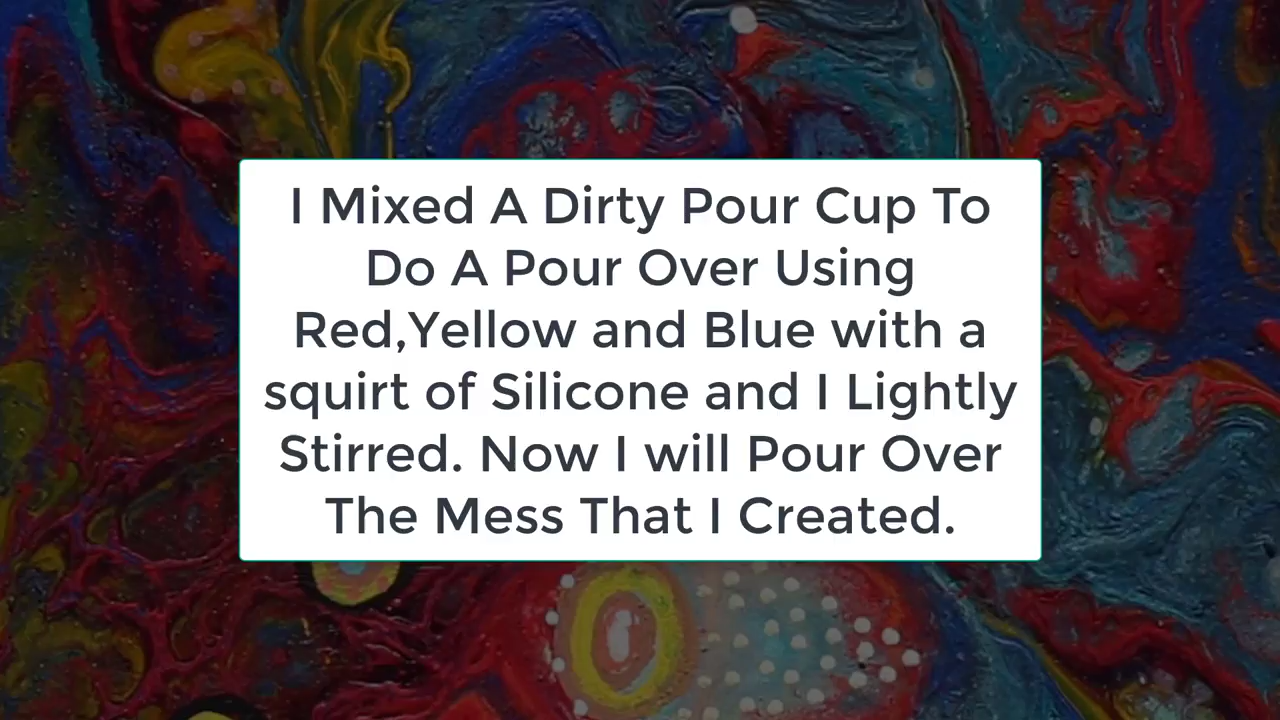 I Mixed A Dirty Pour Cup To
Do A Pour Over Using
Red,Yellow and Blue with a
squirt of Silicone and I Lightly
Stirred. Now I will Pour Over
The Mess That I Created.